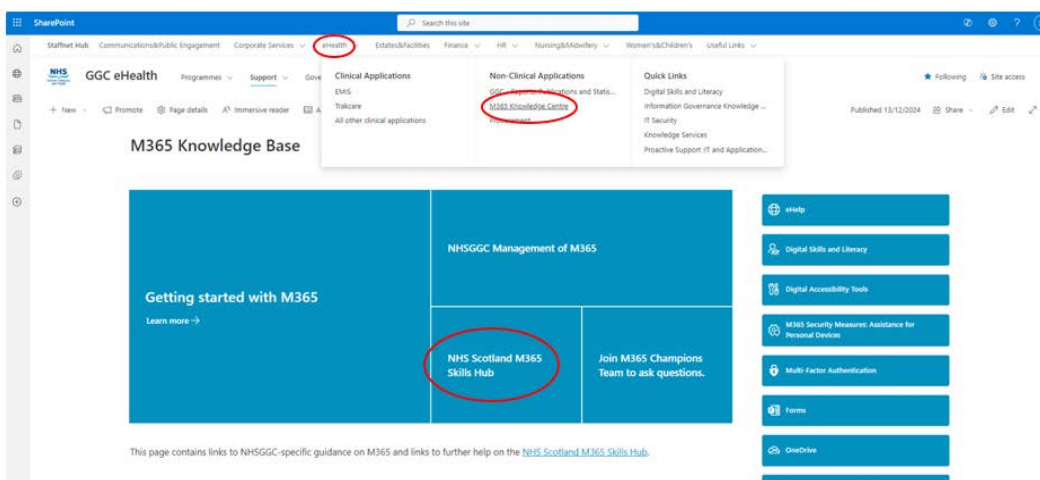 SharePoint
Search this site
?
Staffnet Hub Communications&Public Engagement Corporate Services eHealth Estates&Facilities Finance HR Nursing&Midwifery Women's&Children's Useful Links
NHS
GGC eHealth Programmes Support Gove
Following Site access
Clinical Applications
EMIS
Trakcare
All other clinical applications
Non-Clinical Applications
GGC - Reports Publications and Statis...
M365 Knowledge Centre
Procurement
Quick Links
Digital Skills and Literacy
Information Governance Knowledge ...
IT Security
Knowledge Services
Proactive Support :IT and Application...
+ New Promote Page details Immersive reader A
Published 13/12/2024 Share Edit
M365 Knowledge Base
Getting started with M365
Learn more →
NHSGGC Management of M365
NHS Scotland M365
Skills Hub
Join M365 Champions
Team to ask questions.
eHelp
Digital Skills and Literacy
Digital Accessibility Tools
M365 Security Measures: Assistance for
Personal Devices
Multi-Factor Authentication
Forms
OneDrive
This page contains links to NHSGGC-specific guidance on M365 and links to further help on the NHS Scotland M365 Skills Hub.